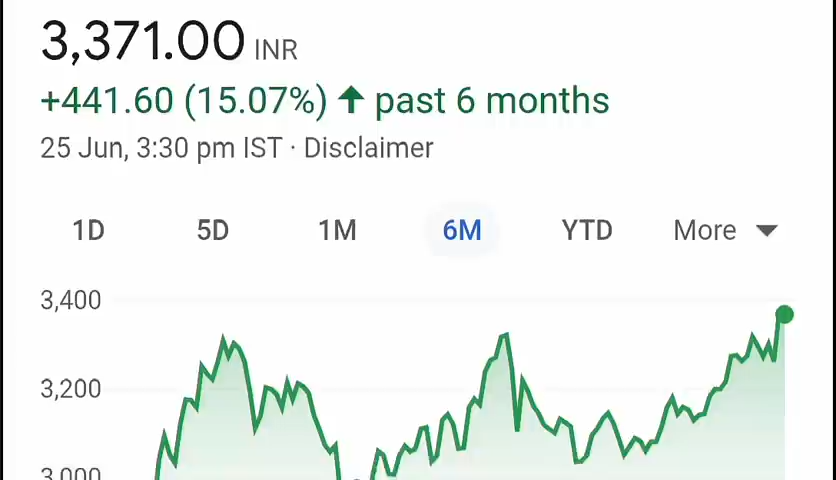 3,371.00 INR
+441.60 (15.07%) ↑ past 6 months
25 Jun, 3:30 pm IST · Disclaimer
1D 5D 1M 6M YTD More
3,400
3,200
3,000